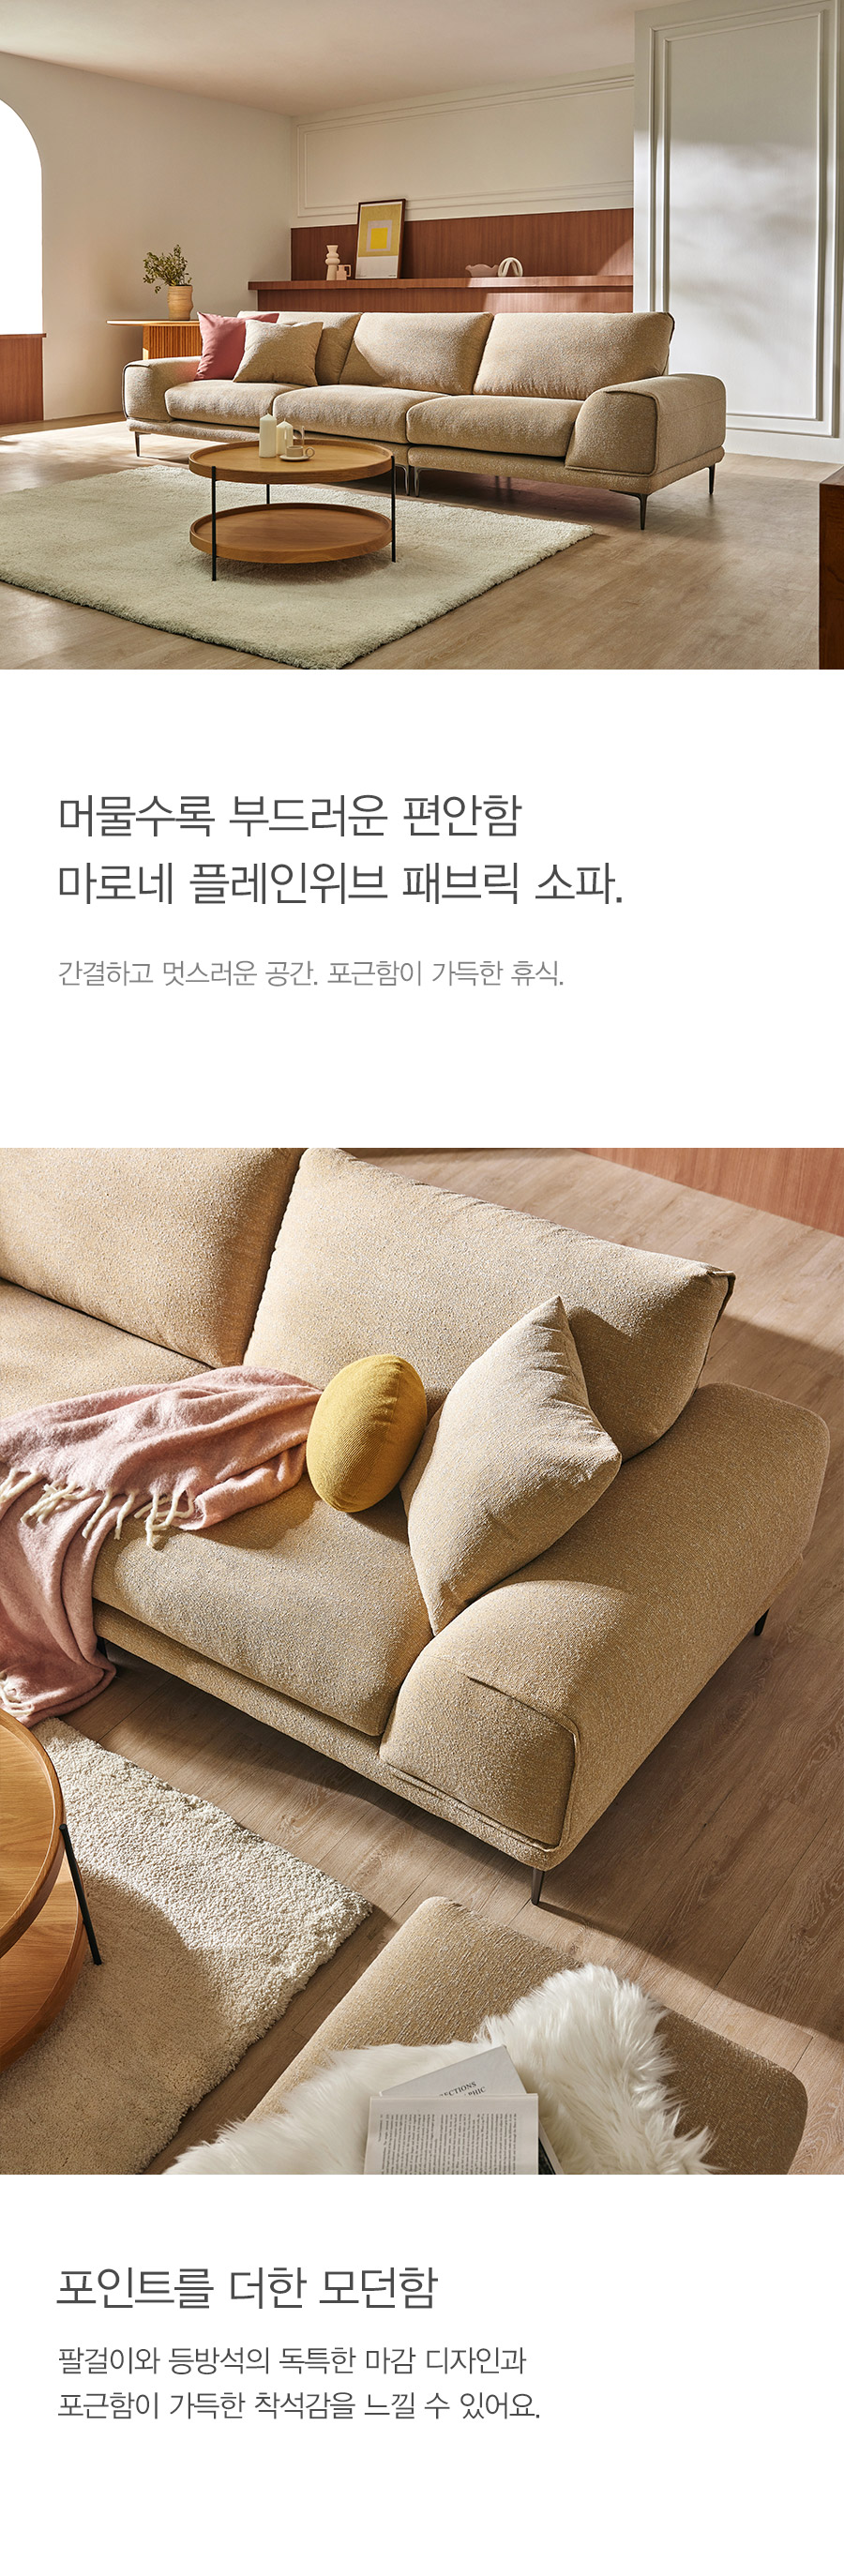 머물수록 부드러운 편안함
마로네 플레인위브 패브릭 소파.
간결하고 멋스러운 공간. 포근함이 가득한 휴식.
포인트를 더한 모던함
팔걸이와 등방석의 독특한 마감 디자인과
포근함이 가득한 착석감을 느낄 수 있어요.